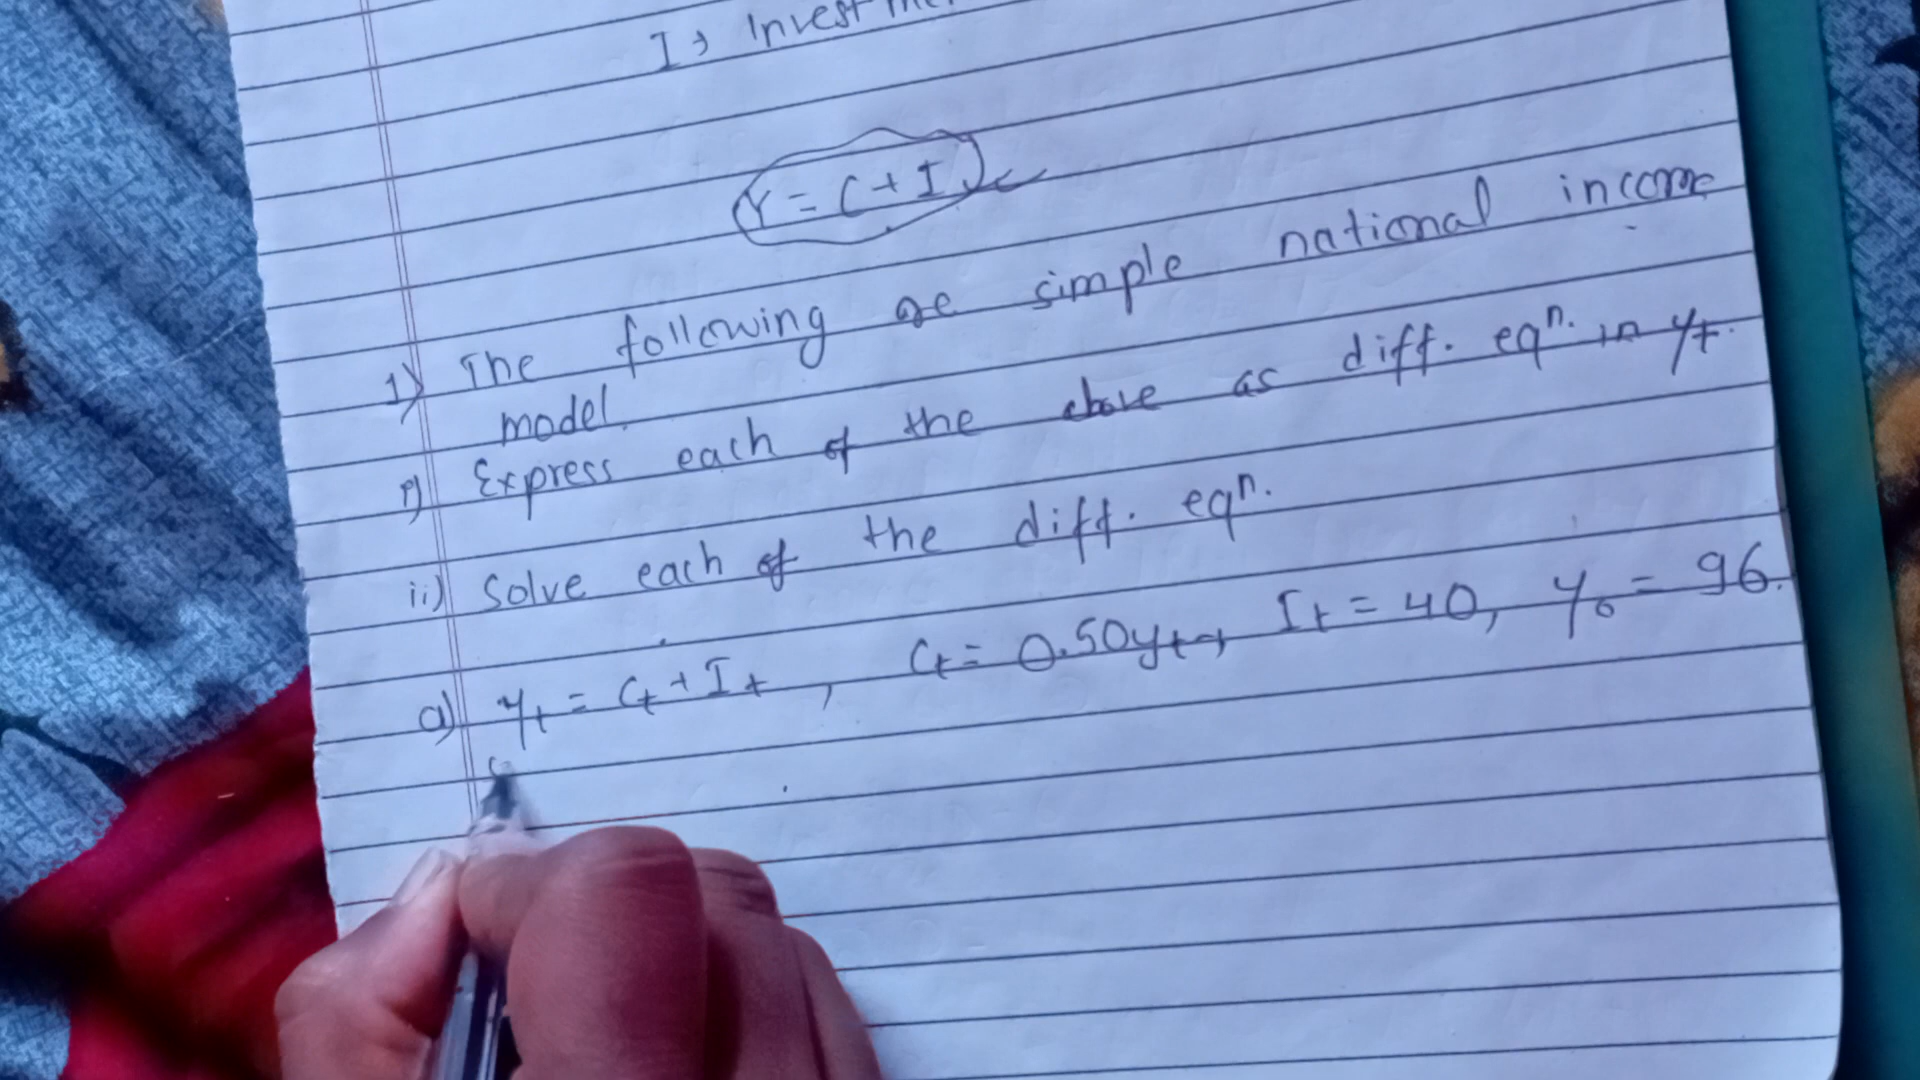 I → Invest
Y = C + I
1) The following are simple national income
model.
i) Express each of the above as diff. eqⁿ. in yt.
ii) Solve each of the diff. eqⁿ.
a) yt = Ct + It , Ct = 0.50yt-1 It = 40, y0 = 96.